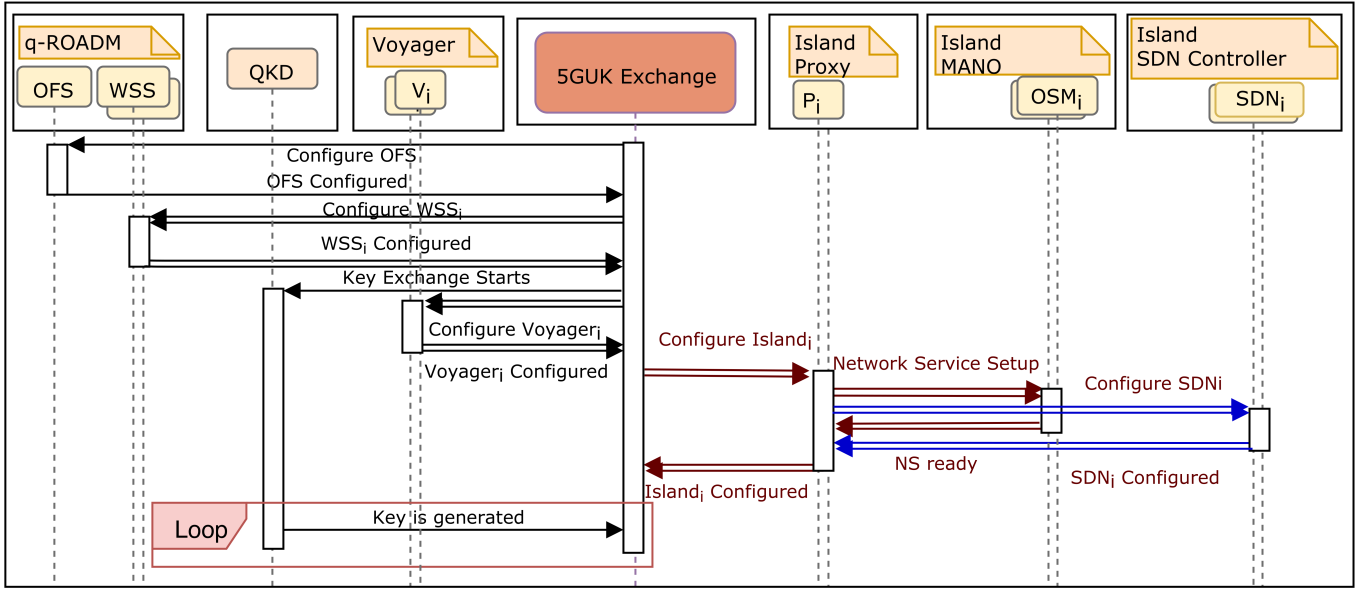 q-ROADM
OFS
WSS
QKD
Voyager
Vi
5GUK Exchange
Island
Proxy
Pi
Island
MANO
OSMi
Island
SDN Controller
SDNi
Configure OFS
OFS Configured
Configure WSSi
WSSi Configured
Key Exchange Starts
Configure Voyageri
Voyageri Configured
Configure Islandi
Network Service Setup
Configure SDNi
NS ready
SDNi Configured
Islandi Configured
Loop
Key is generated